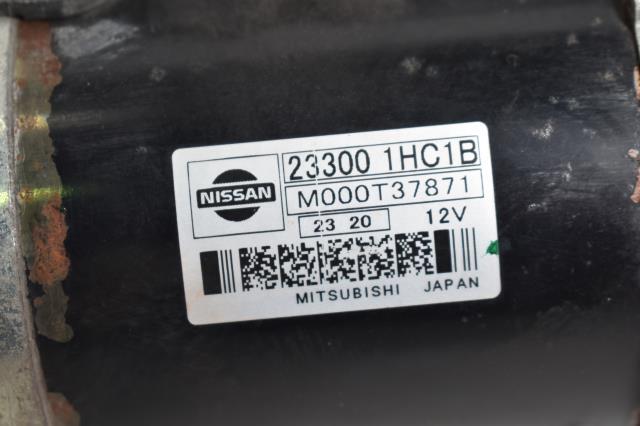 NISSAN
23300 1HC1B
M000T37871
23 20 12V
MITSUBISHI JAPAN